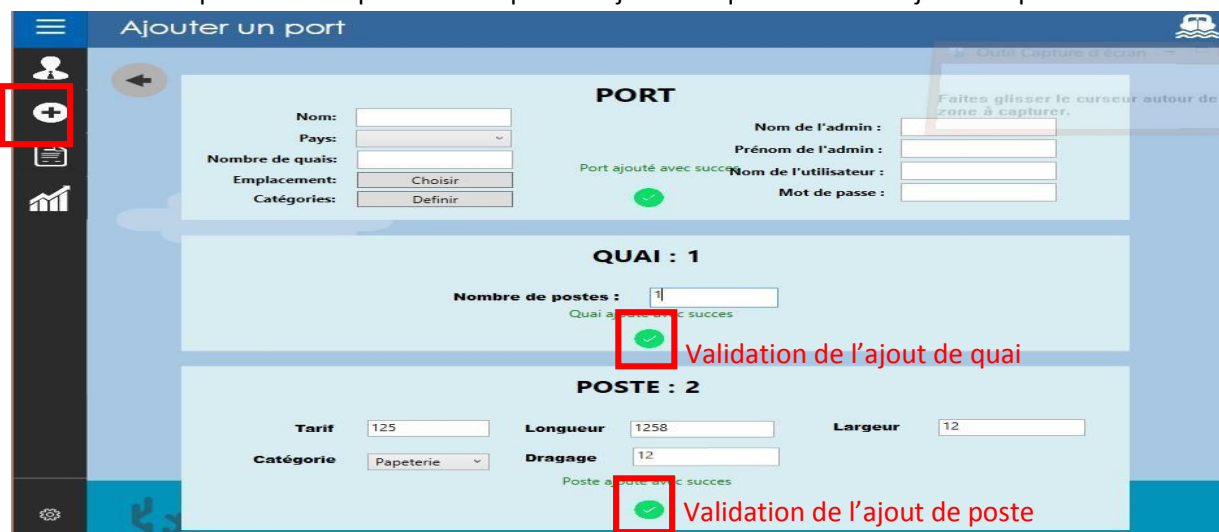 Ajouter un port
Outil Capture d'écran
Faites glisser le curseur autour de
zone à capturer.
PORT
Nom:
Pays:
Nombre de quais:
Emplacement: Choisir
Catégories: Definir
Port ajouté avec succes
Nom de l'admin :
Prénom de l'admin :
Nom de l'utilisateur :
Mot de passe :
QUAI : 1
Nombre de postes : 1
Quai ajouté avec succes
Validation de l'ajout de quai
POSTE : 2
Tarif 125 Longueur 1258 Largeur 12
Catégorie Papeterie Dragage 12
Poste ajouté avec succes
Validation de l'ajout de poste